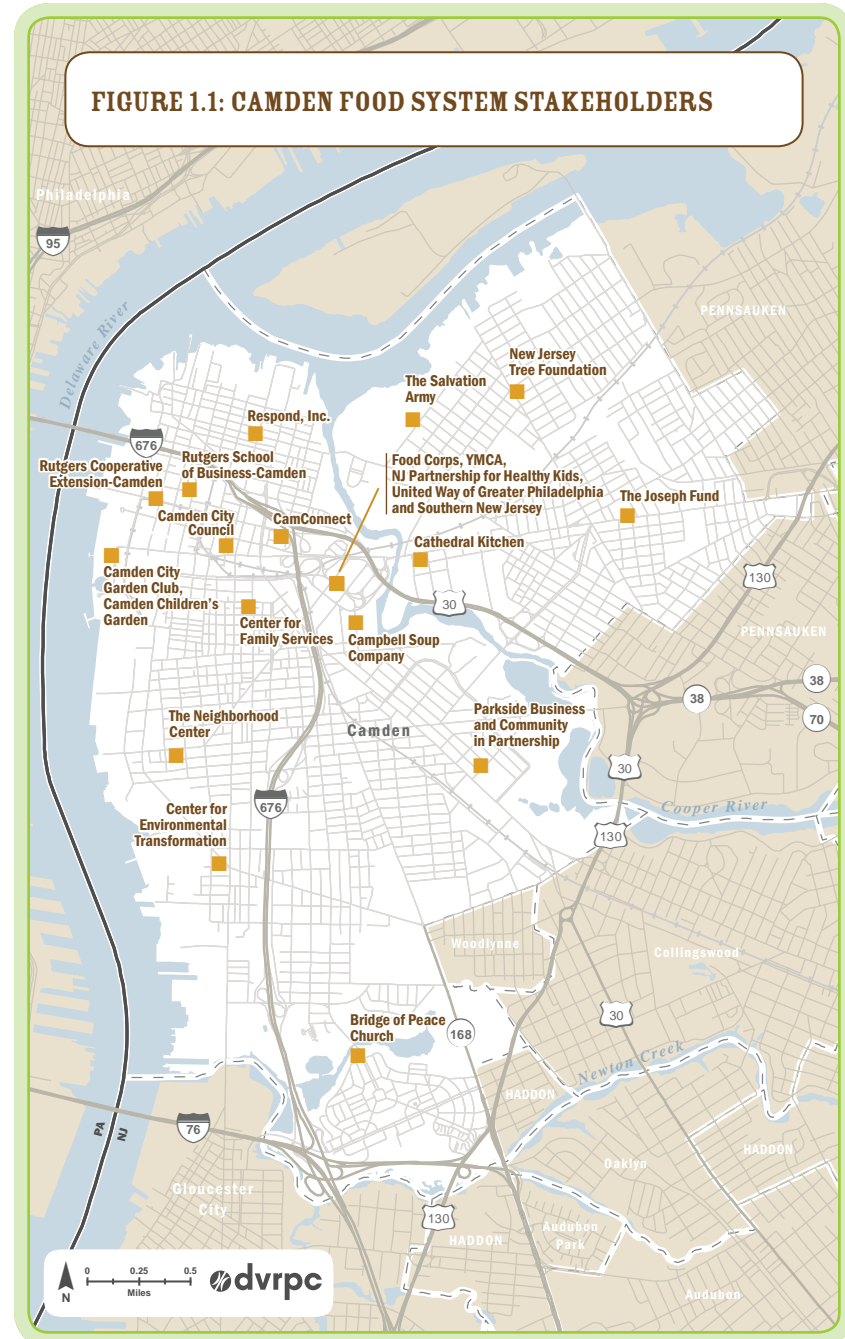 FIGURE 1.1: CAMDEN FOOD SYSTEM STAKEHOLDERS
Philadelphia
95
Delaware River
PENNSAUKEN
New Jersey
Tree Foundation
The Salvation
Army
Respond, Inc.
676
Rutgers Cooperative
Extension-Camden
Rutgers School
of Business-Camden
Food Corps, YMCA,
NJ Partnership for Healthy Kids,
United Way of Greater Philadelphia
and Southern New Jersey
The Joseph Fund
Camden City
Council
CamConnect
Cathedral Kitchen
Camden City
Garden Club,
Camden Children's
Garden
130
30
Center for
Family Services
Campbell Soup
Company
PENNSAUKEN
38
38
70
The Neighborhood
Center
Camden
Parkside Business
and Community
in Partnership
30
676
Center for
Environmental
Transformation
Cooper River
130
Woodlynne
Collingswood
30
Bridge of Peace
Church
168
Newton Creek
HADDON
PA
NJ
76
Oaklyn
HADDON
Gloucester
City
130
HADDON
Audubon
Park
Audubon
N
0 0.25 0.5
Miles
dvrpc